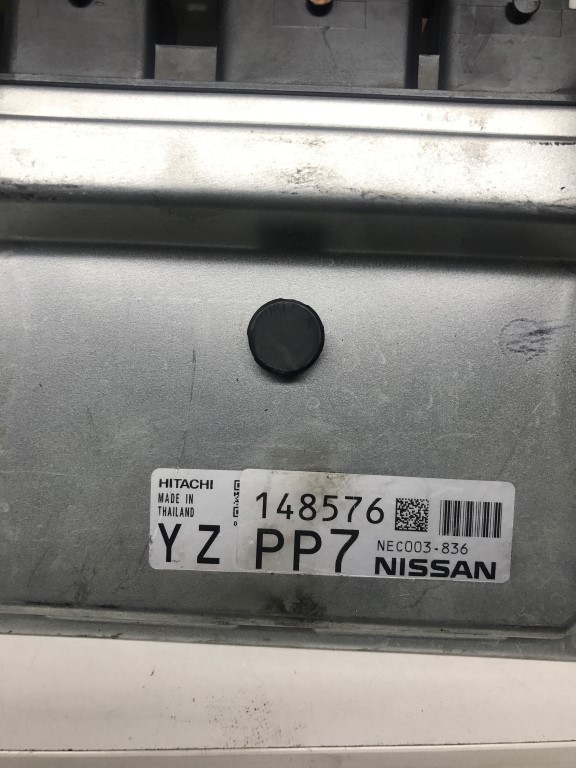 HITACHI
MADE IN
THAILAND
YZ
148576
PP7
NEC003-836
NISSAN